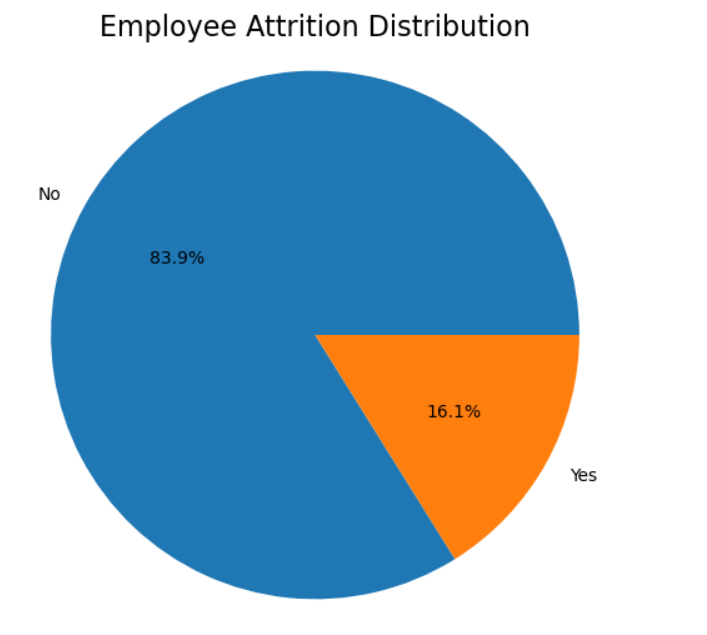 Employee Attrition Distribution
No
83.9%
16.1%
Yes